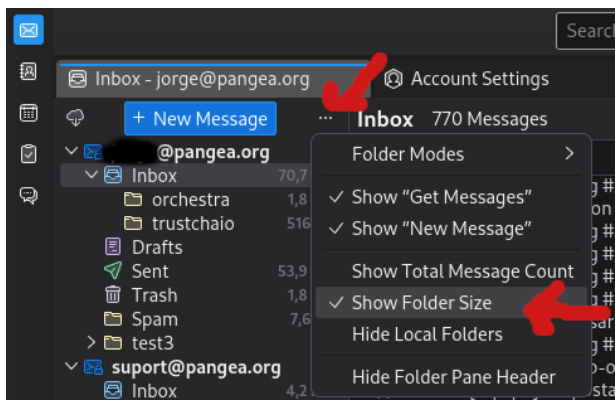 Search
Inbox - jorge@pangea.org
Account Settings
+ New Message
Inbox 770 Messages
@pangea.org
Inbox 70,7
orchestra 1,8
trustchaio 516
Drafts
Sent 53,9
Trash 1,8
Spam 7,6
test3
suport@pangea.org
Inbox 4,2
Folder Modes
Show “Get Messages”
Show “New Message”
Show Total Message Count
Show Folder Size
Hide Local Folders
Hide Folder Pane Header